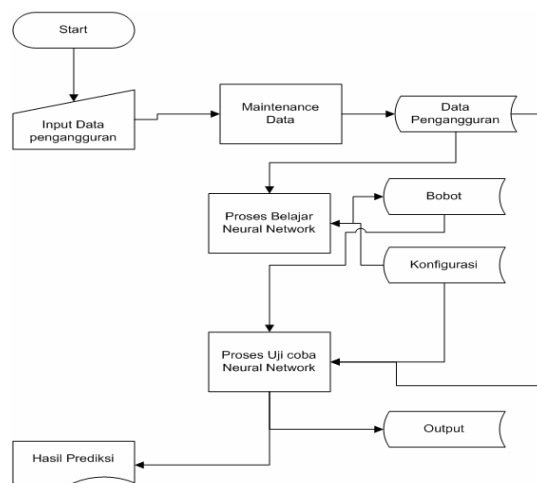 Start
Input Data
pengangguran
Maintenance
Data
Data
Pengangguran
Proses Belajar
Neural Network
Bobot
Konfigurasi
Proses Uji coba
Neural Network
Output
Hasil Prediksi